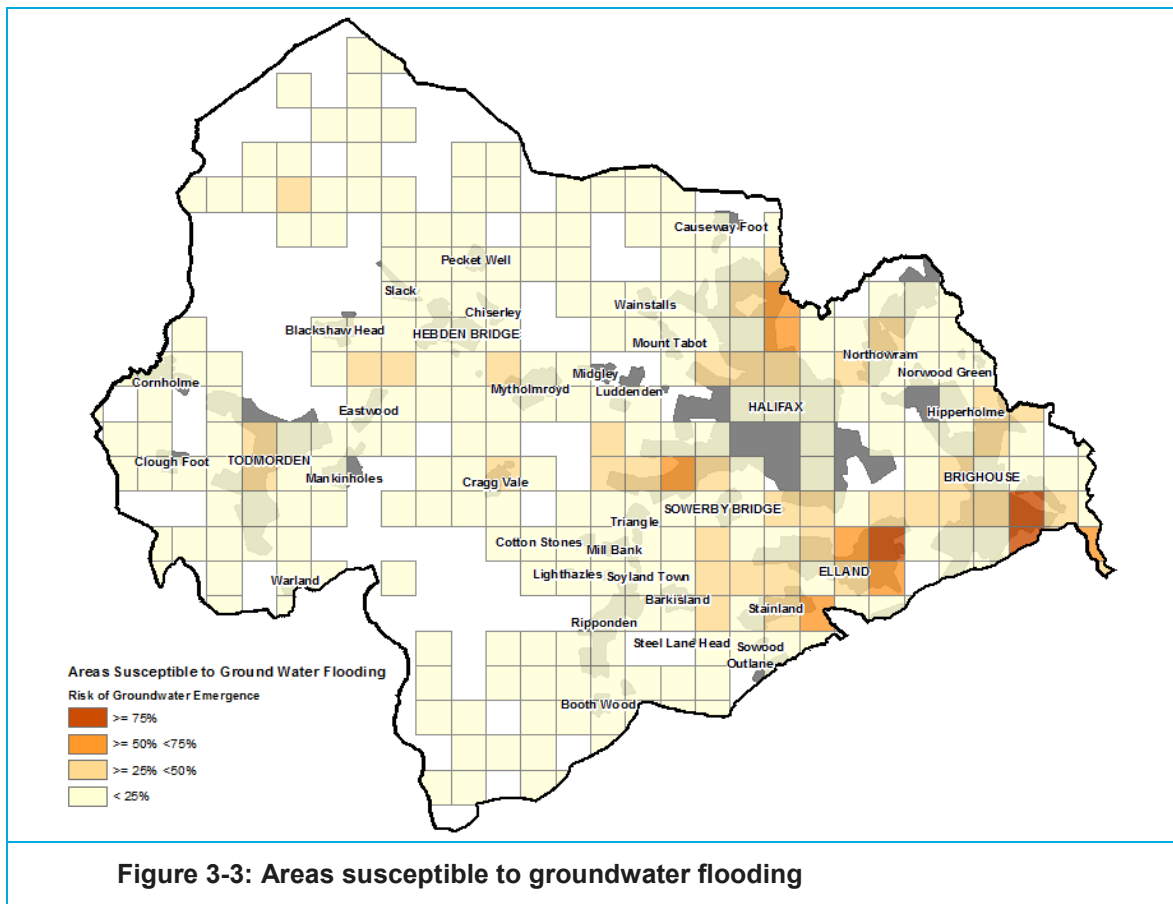 Causeway Foot
Pecket Well
Slack
Chiserley
Wainstalls
Blackshaw Head
HEBDEN BRIDGE
Mount Tabot
Northowram
Cornholme
Midgley
Norwood Green
Mytholmroyd
Luddenden
Eastwood
HALIFAX
Hipperholme
Clough Foot
TODMORDEN
Mankinholes
Cragg Vale
BRIGHOUSE
SOWERBY BRIDGE
Triangle
Cotton Stones
Mill Bank
Warland
Lighthazles
Soyland Town
ELLAND
Barkisland
Stainland
Ripponden
Steel Lane Head
Sowood
Outlane
Booth Wood
Areas Susceptible to Ground Water Flooding
Risk of Groundwater Emergence
>= 75%
>= 50% <75%
>= 25% <50%
< 25%
Figure 3-3: Areas susceptible to groundwater flooding